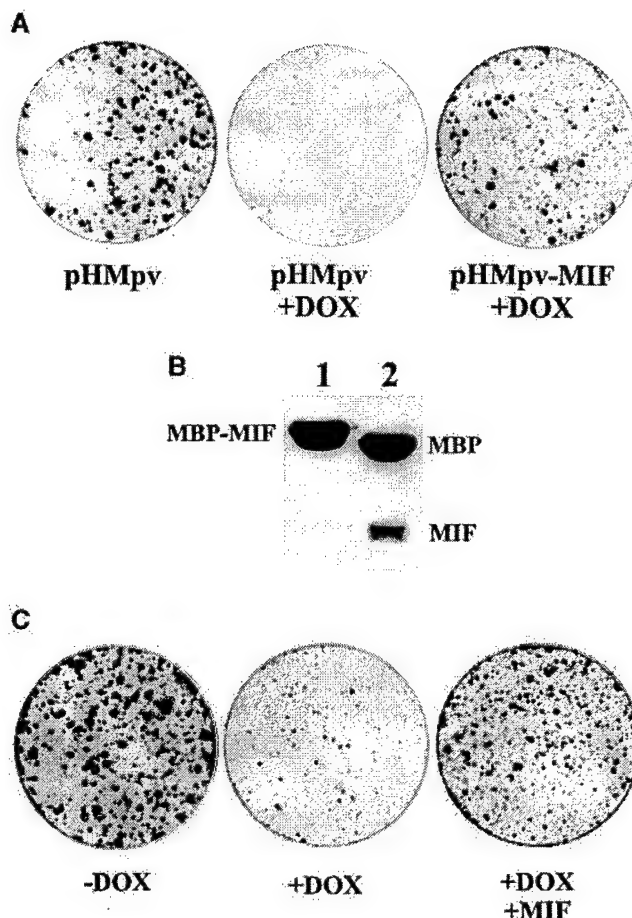 A
pHMpv
pHMpv
+DOX
pHMpv-MIF
+DOX
B
1 2
MBP-MIF
MBP
MIF
C
-DOX
+DOX
+DOX
+MIF